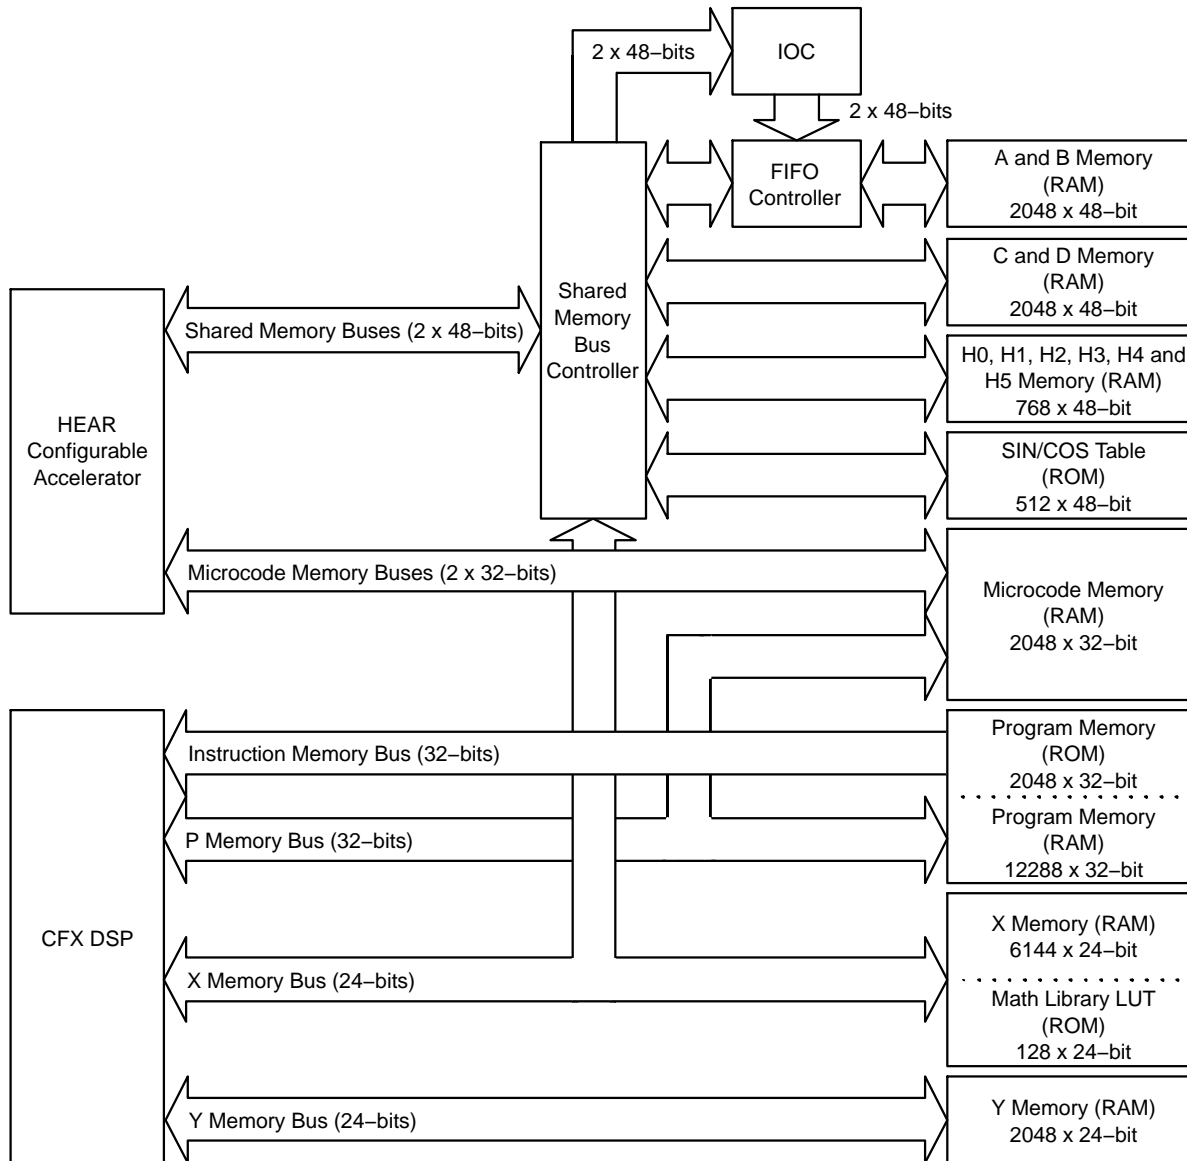 2 x 48−bits
IOC
2 x 48−bits
FIFO
Controller
A and B Memory
(RAM)
2048 x 48−bit
C and D Memory
(RAM)
2048 x 48−bit
Shared
Memory
Bus
Controller
Shared Memory Buses (2 x 48−bits)
H0, H1, H2, H3, H4 and
H5 Memory (RAM)
768 x 48−bit
HEAR
Configurable
Accelerator
SIN/COS Table
(ROM)
512 x 48−bit
Microcode Memory Buses (2 x 32−bits)
Microcode Memory
(RAM)
2048 x 32−bit
Instruction Memory Bus (32−bits)
Program Memory
(ROM)
2048 x 32−bit
P Memory Bus (32−bits)
Program Memory
(RAM)
12288 x 32−bit
CFX DSP
X Memory (RAM)
6144 x 24−bit
X Memory Bus (24−bits)
Math Library LUT
(ROM)
128 x 24−bit
Y Memory Bus (24−bits)
Y Memory (RAM)
2048 x 24−bit